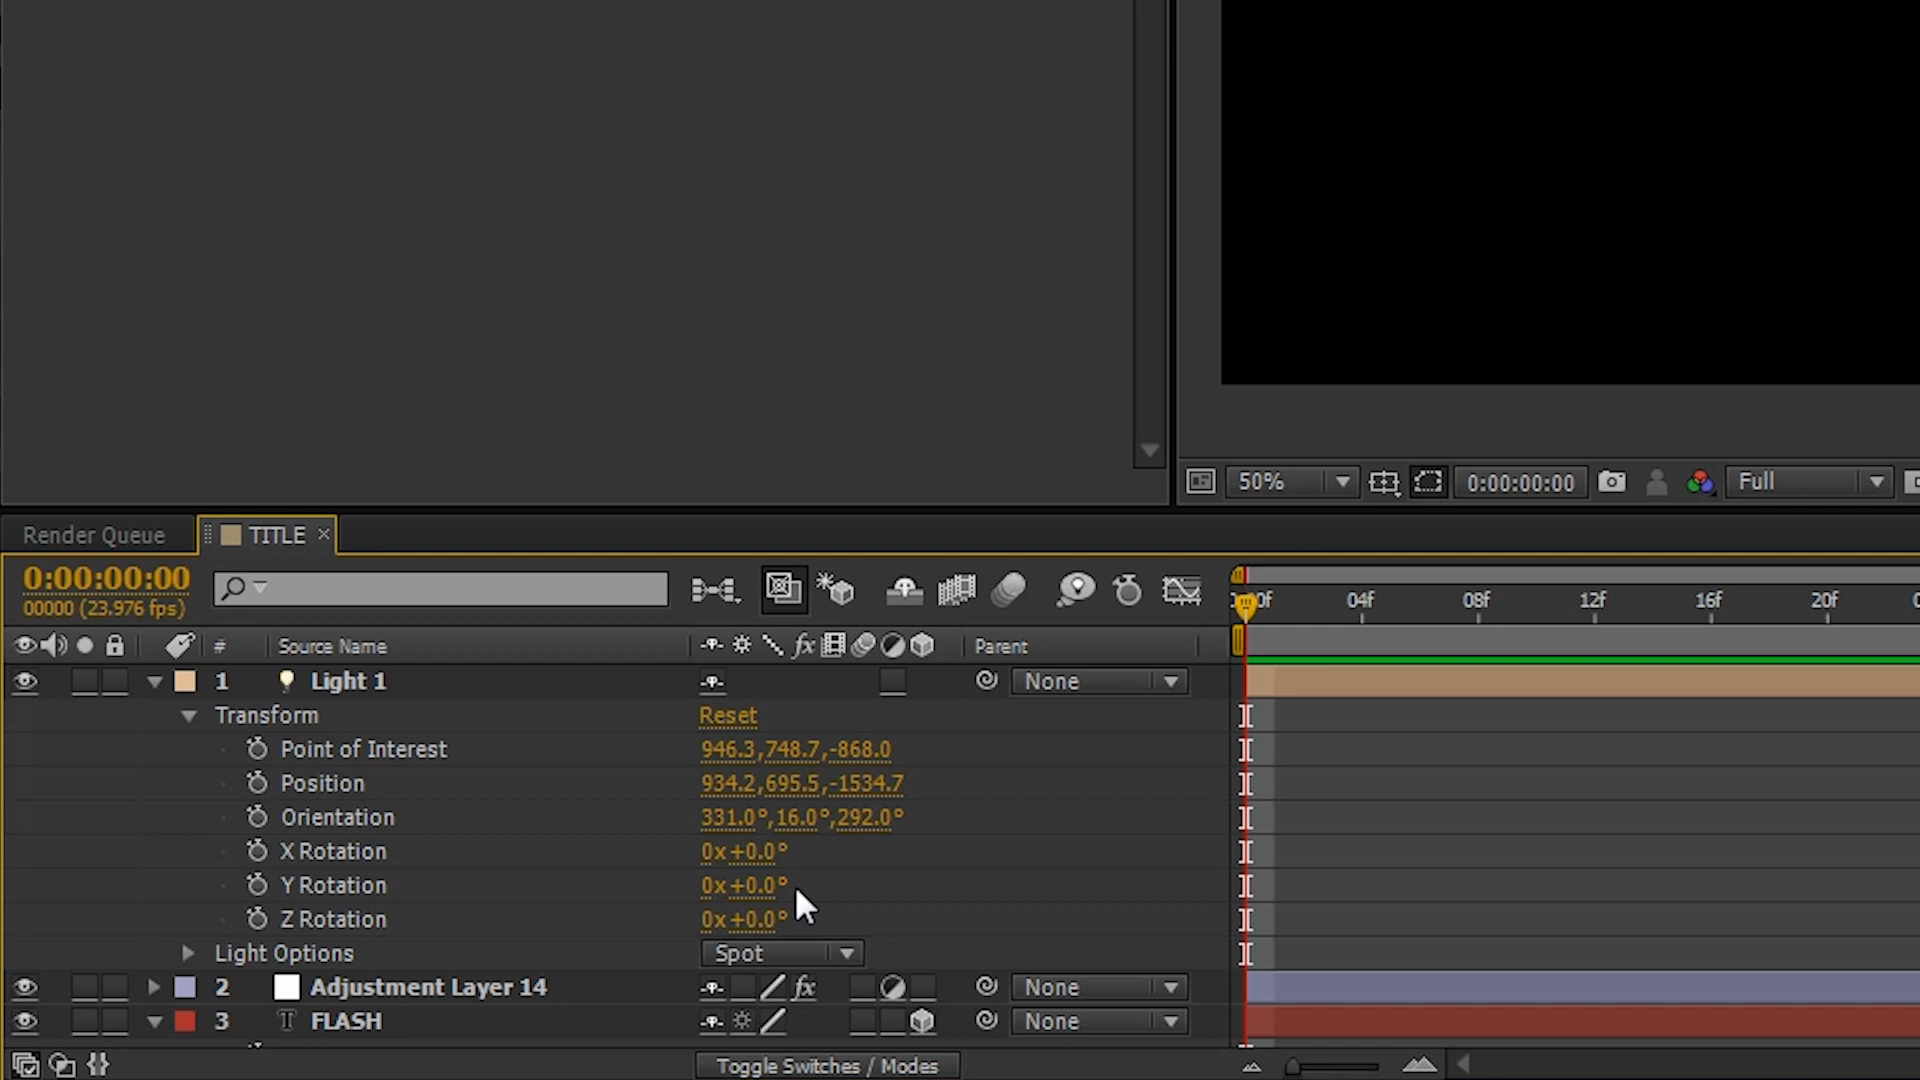 50%
0:00:00:00
Full
Render Queue
TITLE
0:00:00:00
00000 (23.976 fps)
04f 08f 12f 16f 20f
# Source Name fx Parent
1 Light 1 None
Transform Reset
Point of Interest 946.3,748.7,-868.0
Position 934.2,695.5,-1534.7
Orientation 331.0°,16.0°,292.0°
X Rotation 0x+0.0°
Y Rotation 0x+0.0°
Z Rotation 0x+0.0°
Light Options Spot
2 Adjustment Layer 14 fx None
3 T FLASH None
Toggle Switches / Modes